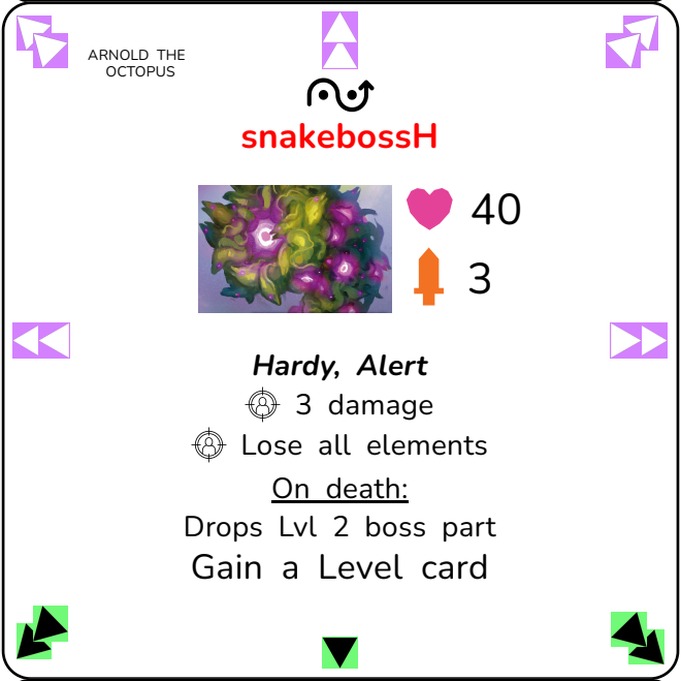 ARNOLD THE
OCTOPUS
snakebossH
40
3
Hardy, Alert
3 damage
Lose all elements
On death:
Drops Lvl 2 boss part
Gain a Level card